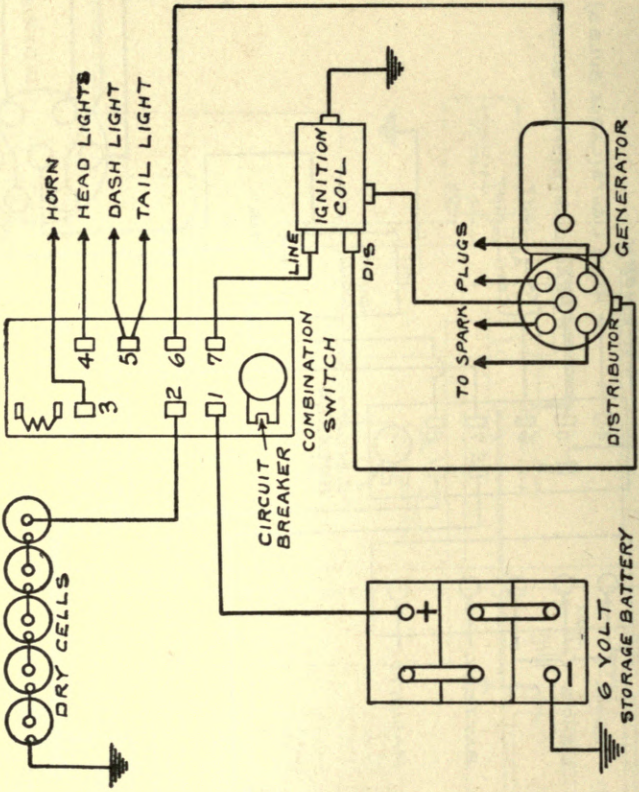 HORN
HEAD LIGHTS
DASH LIGHT
TAIL LIGHT
3
4
5
2
6
1
7
COMBINATION
SWITCH
CIRCUIT
BREAKER
DRY CELLS
LINE
DIS
IGNITION
COIL
TO SPARK PLUGS
GENERATOR
DISTRIBUTOR
+
−
6 VOLT
STORAGE BATTERY